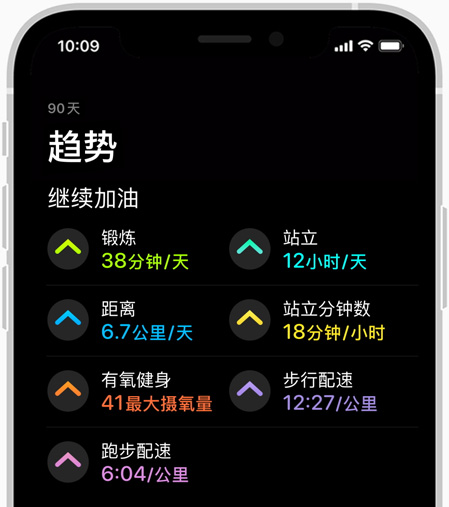 10:09
90天
趋势
继续加油
锻炼
38分钟/天
站立
12小时/天
距离
6.7公里/天
站立分钟数
18分钟/小时
有氧健身
41最大摄氧量
步行配速
12:27/公里
跑步配速
6:04/公里